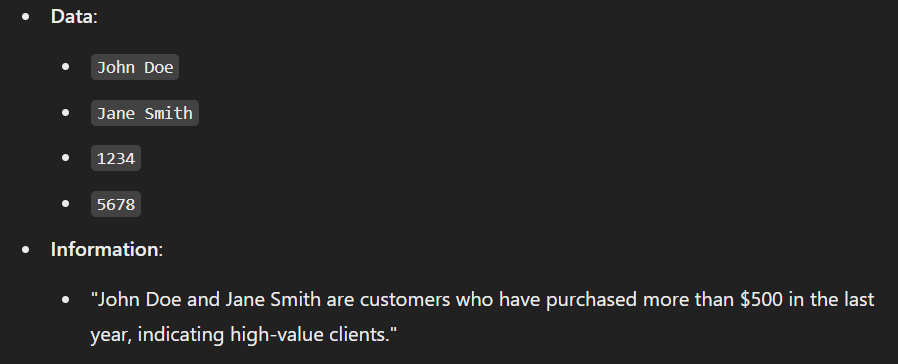 Data:
John Doe
Jane Smith
1234
5678
Information:
"John Doe and Jane Smith are customers who have purchased more than $500 in the last
year, indicating high-value clients."